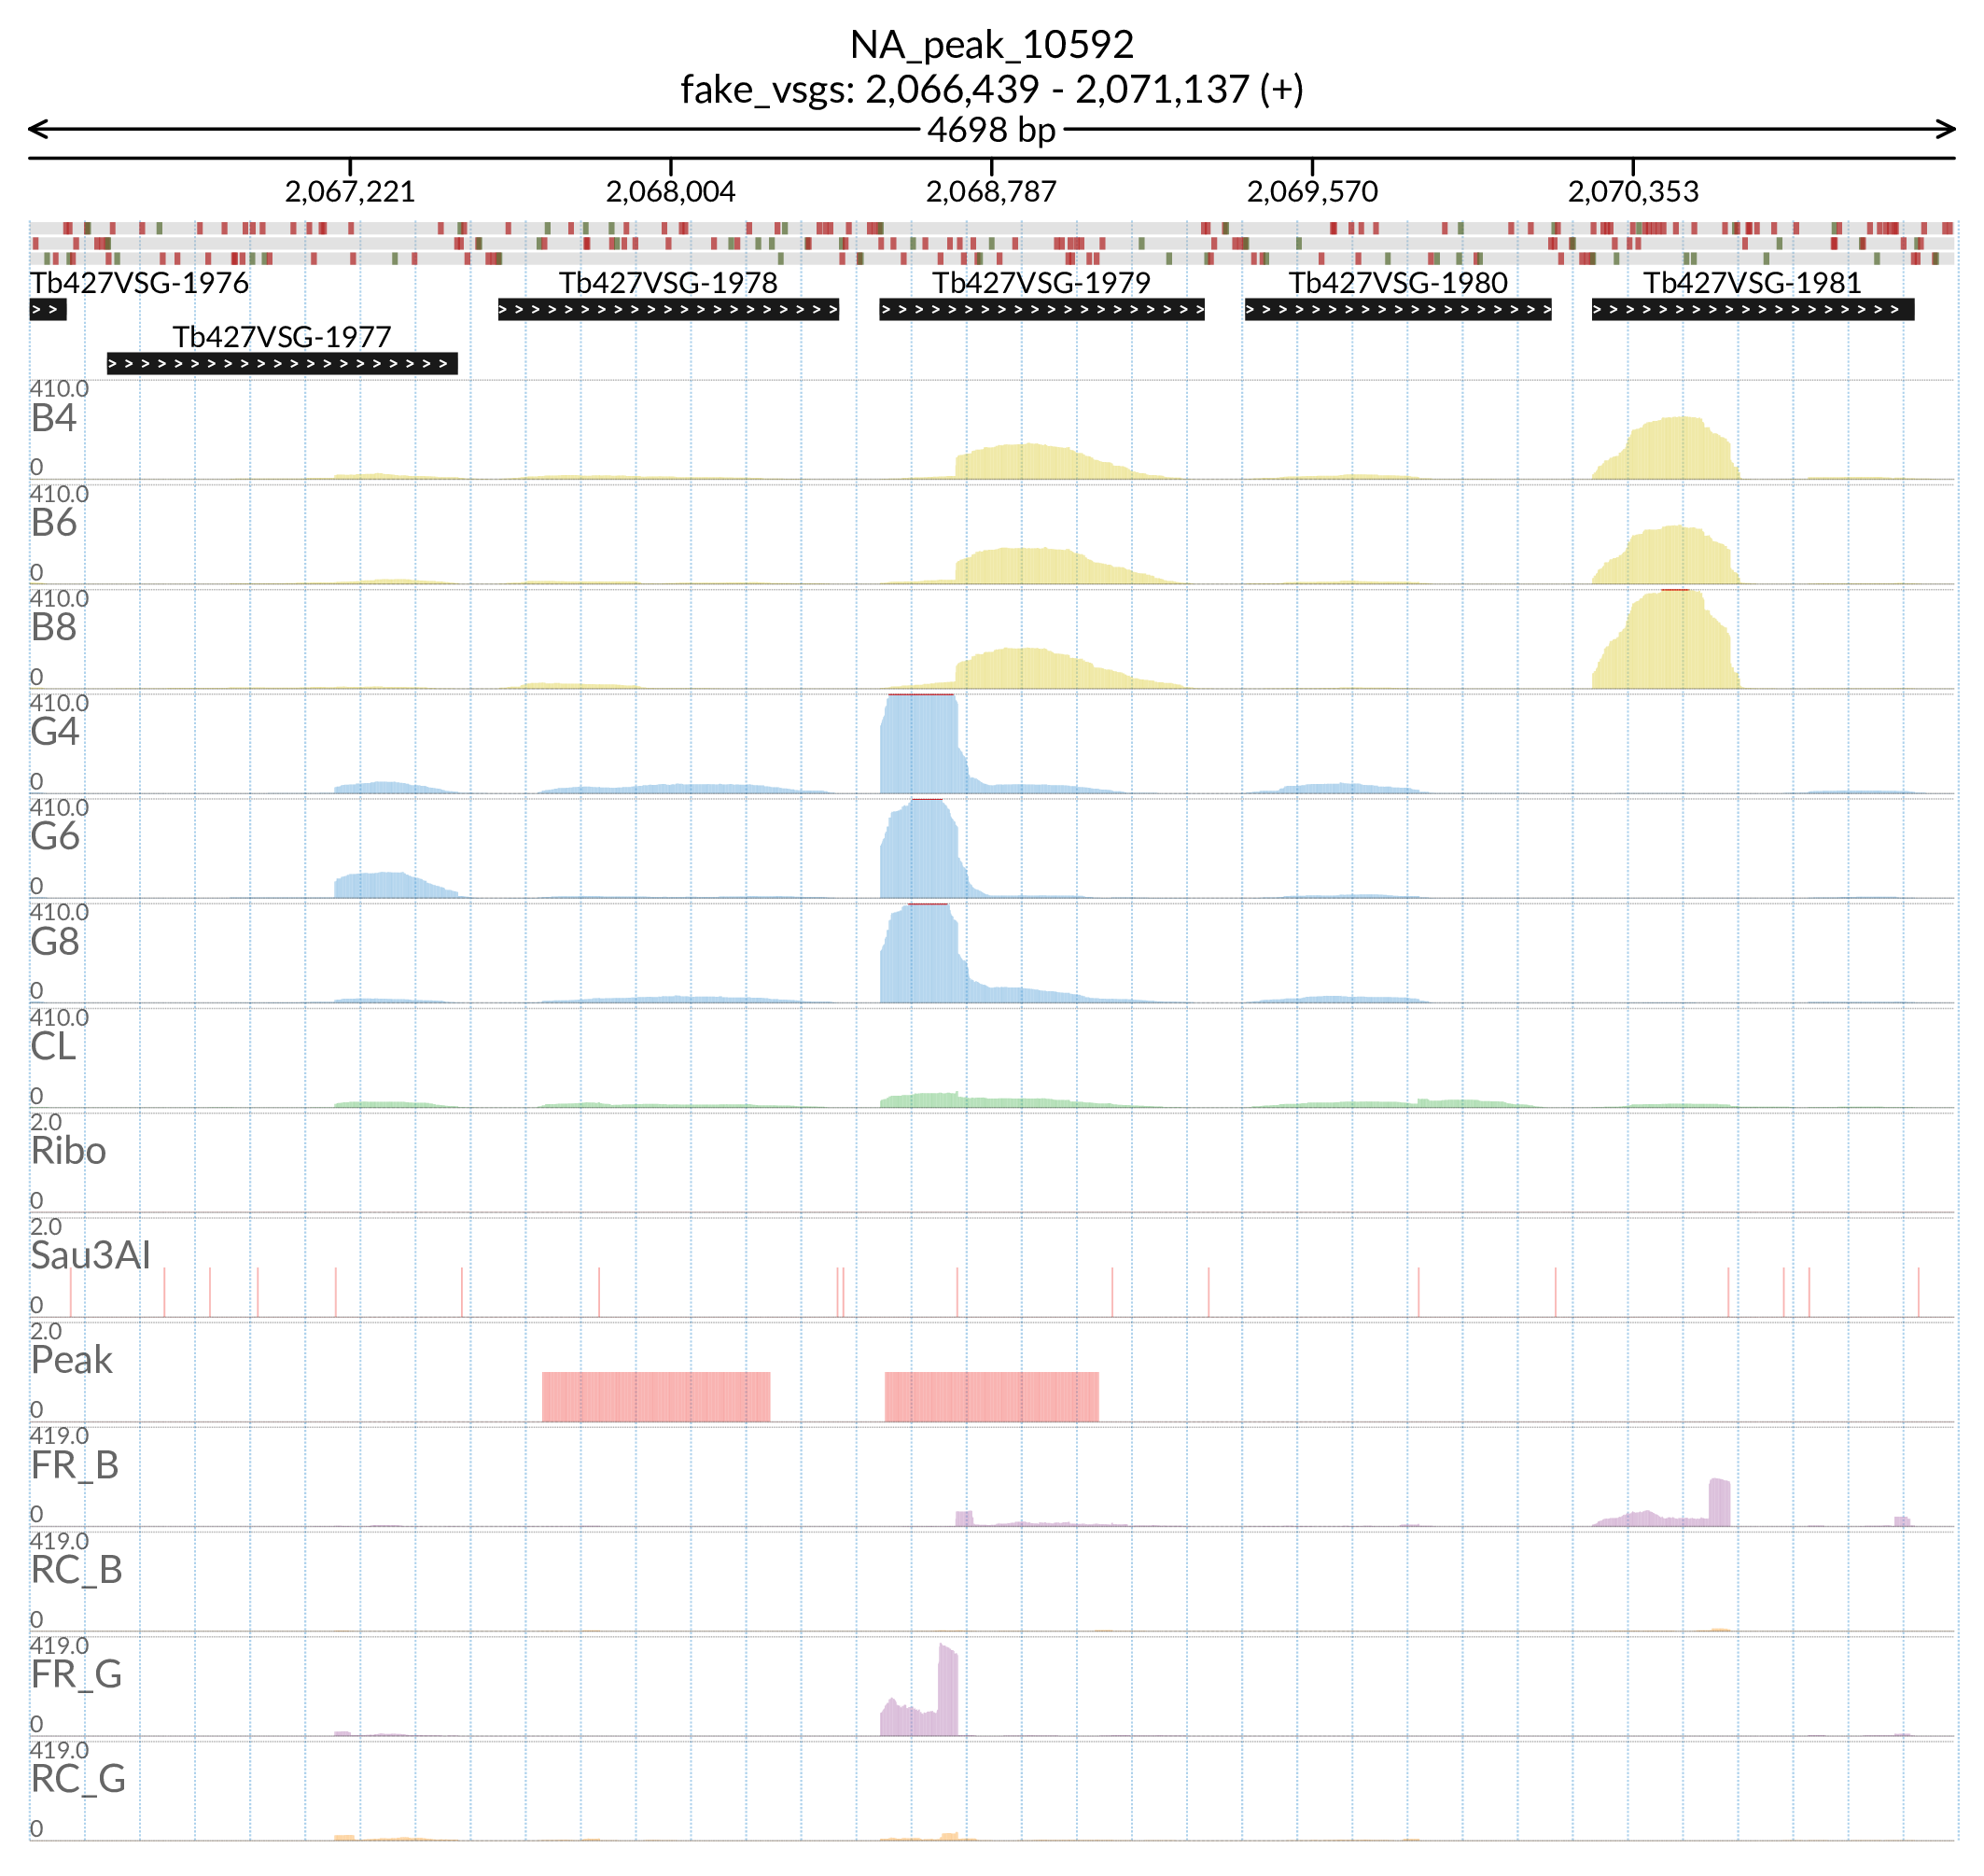 NA_peak_10592
fake_vsgs: 2,066,439 - 2,071,137 (+)
4698 bp
2,067,221 2,068,004 2,068,787 2,069,570 2,070,353
Tb427VSG-1976 Tb427VSG-1978 Tb427VSG-1979 Tb427VSG-1980 Tb427VSG-1981
Tb427VSG-1977
410.0
B4
0
410.0
B6
0
410.0
B8
0
410.0
G4
0
410.0
G6
0
410.0
G8
0
410.0
CL
0
2.0
Ribo
0
2.0
Sau3AI
0
2.0
Peak
0
419.0
FR_B
0
419.0
RC_B
0
419.0
FR_G
0
419.0
RC_G
0